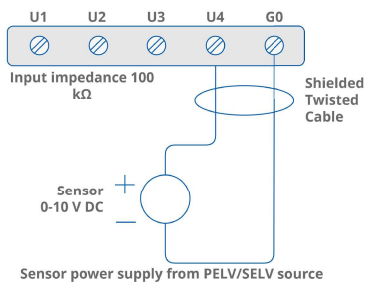 U1 U2 U3 U4 G0
Input impedance 100
kΩ
Shielded
Twisted
Cable
+
Sensor
0-10 V DC
—
Sensor power supply from PELV/SELV source